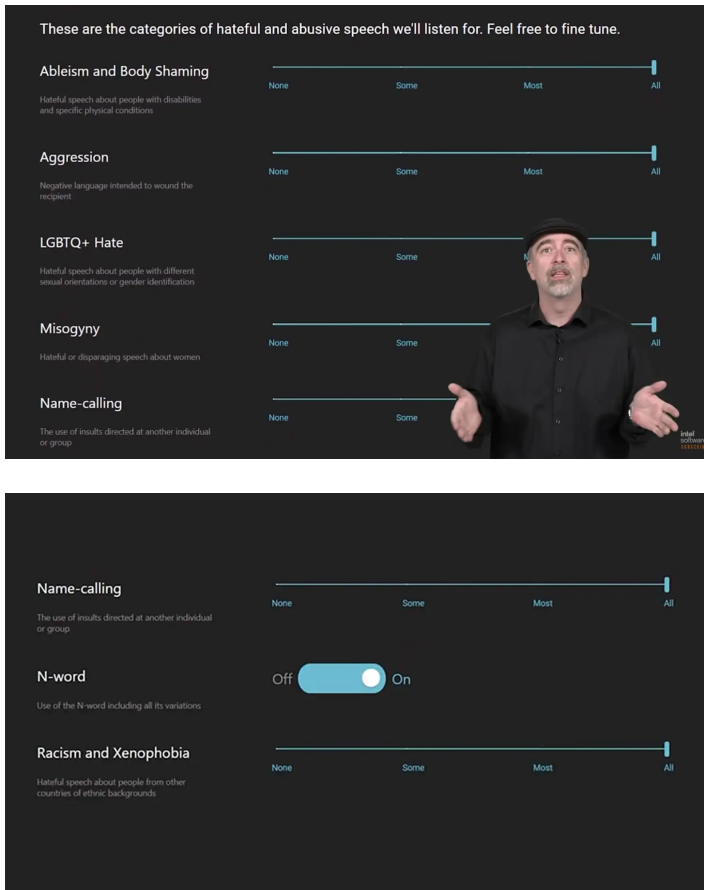 These are the categories of hateful and abusive speech we'll listen for. Feel free to fine tune.
Ableism and Body Shaming
None Some Most All
Hateful speech about people with disabilities
and specific physical conditions
Aggression
None Some Most All
Negative language intended to wound the
recipient
LGBTQ+ Hate
None Some M All
Hateful speech about people with different
sexual orientations or gender identification
Misogyny
None Some All
Hateful or disparaging speech about women
Name-calling
None Some
The use of insults directed at another individual
or group
intel
software
SUBSCRIBE
Name-calling
None Some Most All
The use of insults directed at another individual
or group
N-word
Off On
Use of the N-word including all its variations
Racism and Xenophobia
None Some Most All
Hateful speech about people from other
countries of ethnic backgrounds